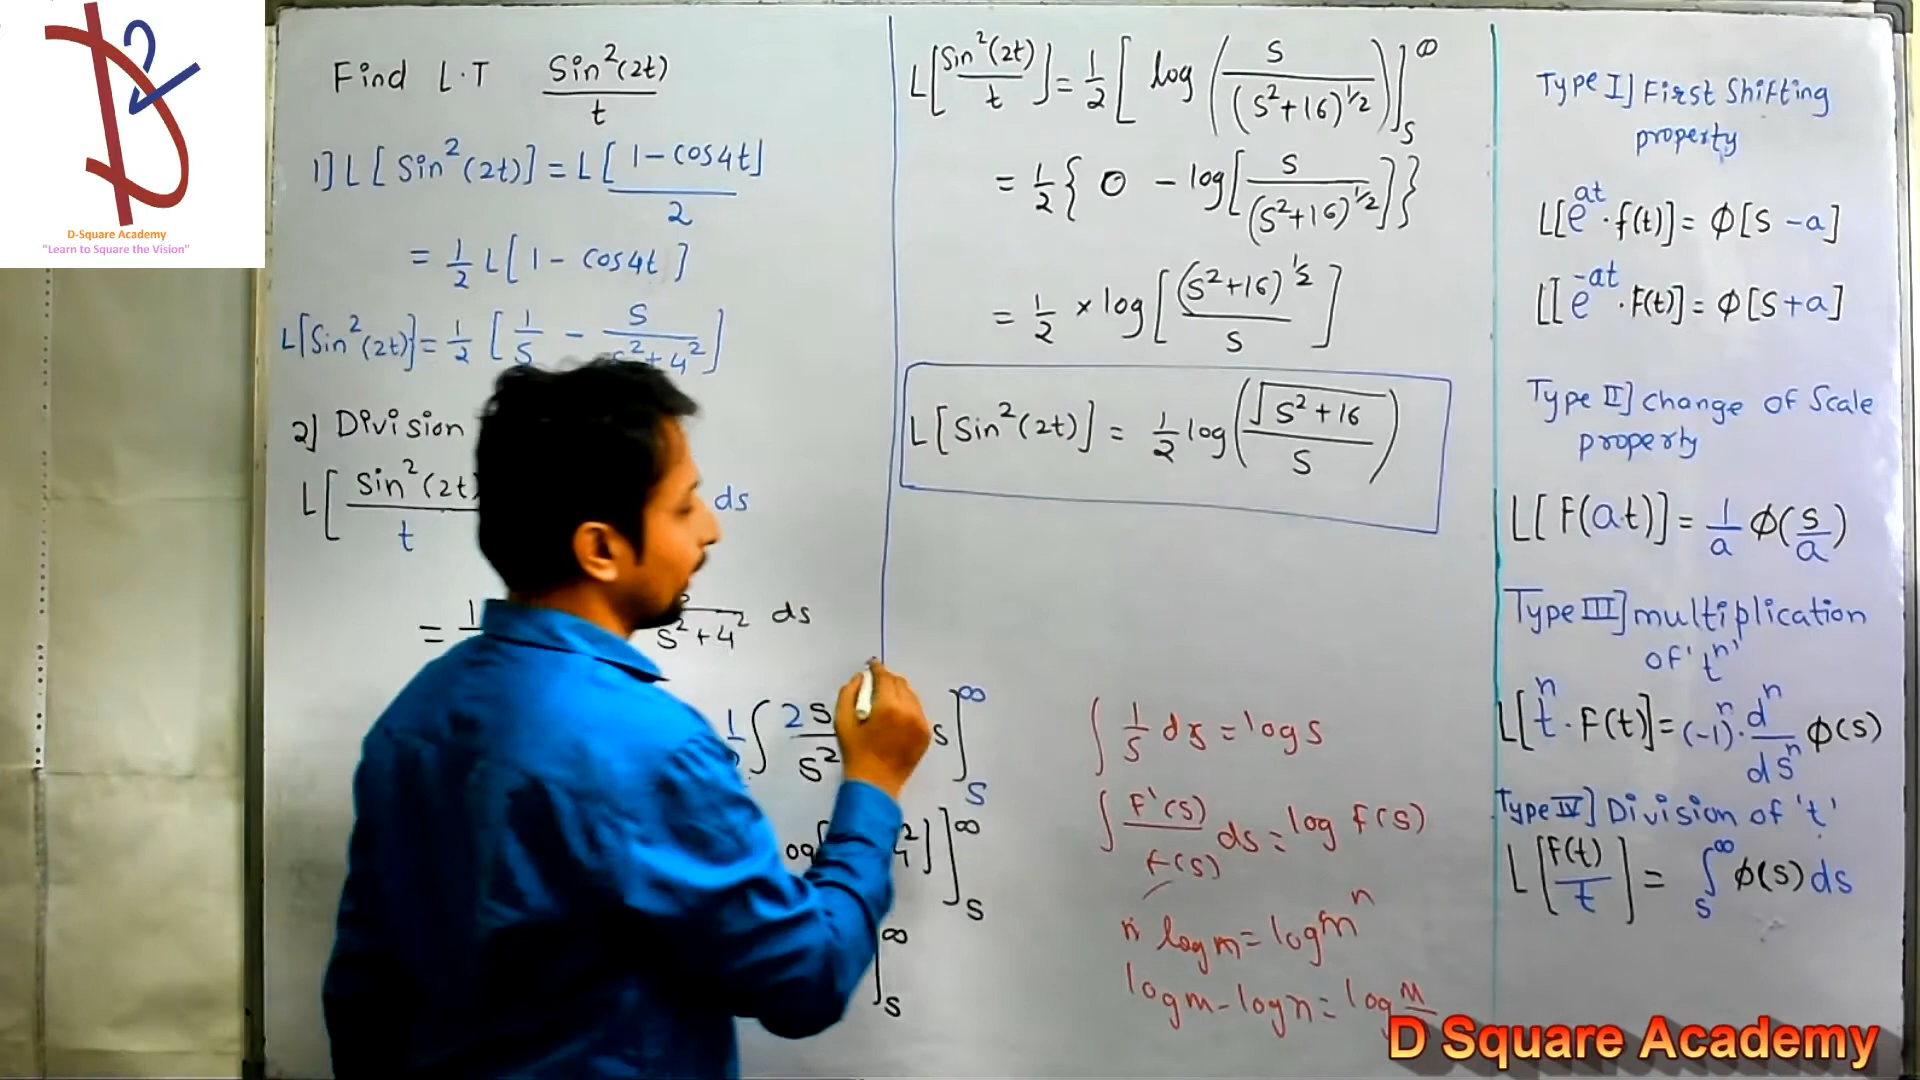 D-Square Academy
"Learn to Square the Vision"
Find L.T Sin²(2t)/t
1] L[Sin²(2t)] = L[1-cos4t]/2
= 1/2 L[1 - cos4t]
L[Sin²(2t)] = 1/2 [1/s - s/s²+4²]
2] Division
L[Sin²(2t)/t ds
= 1 s²+4² ds
1/2 ∫ 2s/s² s]∞ s
og[ ]]∞ s
]∞ s
L[Sin²(2t)/t] = 1/2 [log (s/(s²+16)^1/2)]∞ s
= 1/2 {0 - log[s/(s²+16)^1/2]}
= 1/2 × log[(s²+16)^1/2/s]
L[Sin²(2t)] = 1/2 log(√s²+16/s)
∫ 1/s ds = log s
∫ F'(s)/f(s) ds = log f(s)
n log m = log m^n
log m - log n = log m
Type I] First Shifting
property
L[e^at · f(t)] = φ[s - a]
L[e^-at · F(t)] = φ[s+a]
Type II] change of Scale
property
L[F(at)] = 1/a φ(s/a)
Type III] multiplication
of 't^n'
L[t^n · F(t)] = (-1)^n · d^n/ds^n φ(s)
Type IV] Division of 't'
L[F(t)/t] = ∫s^∞ φ(s) ds
D Square Academy